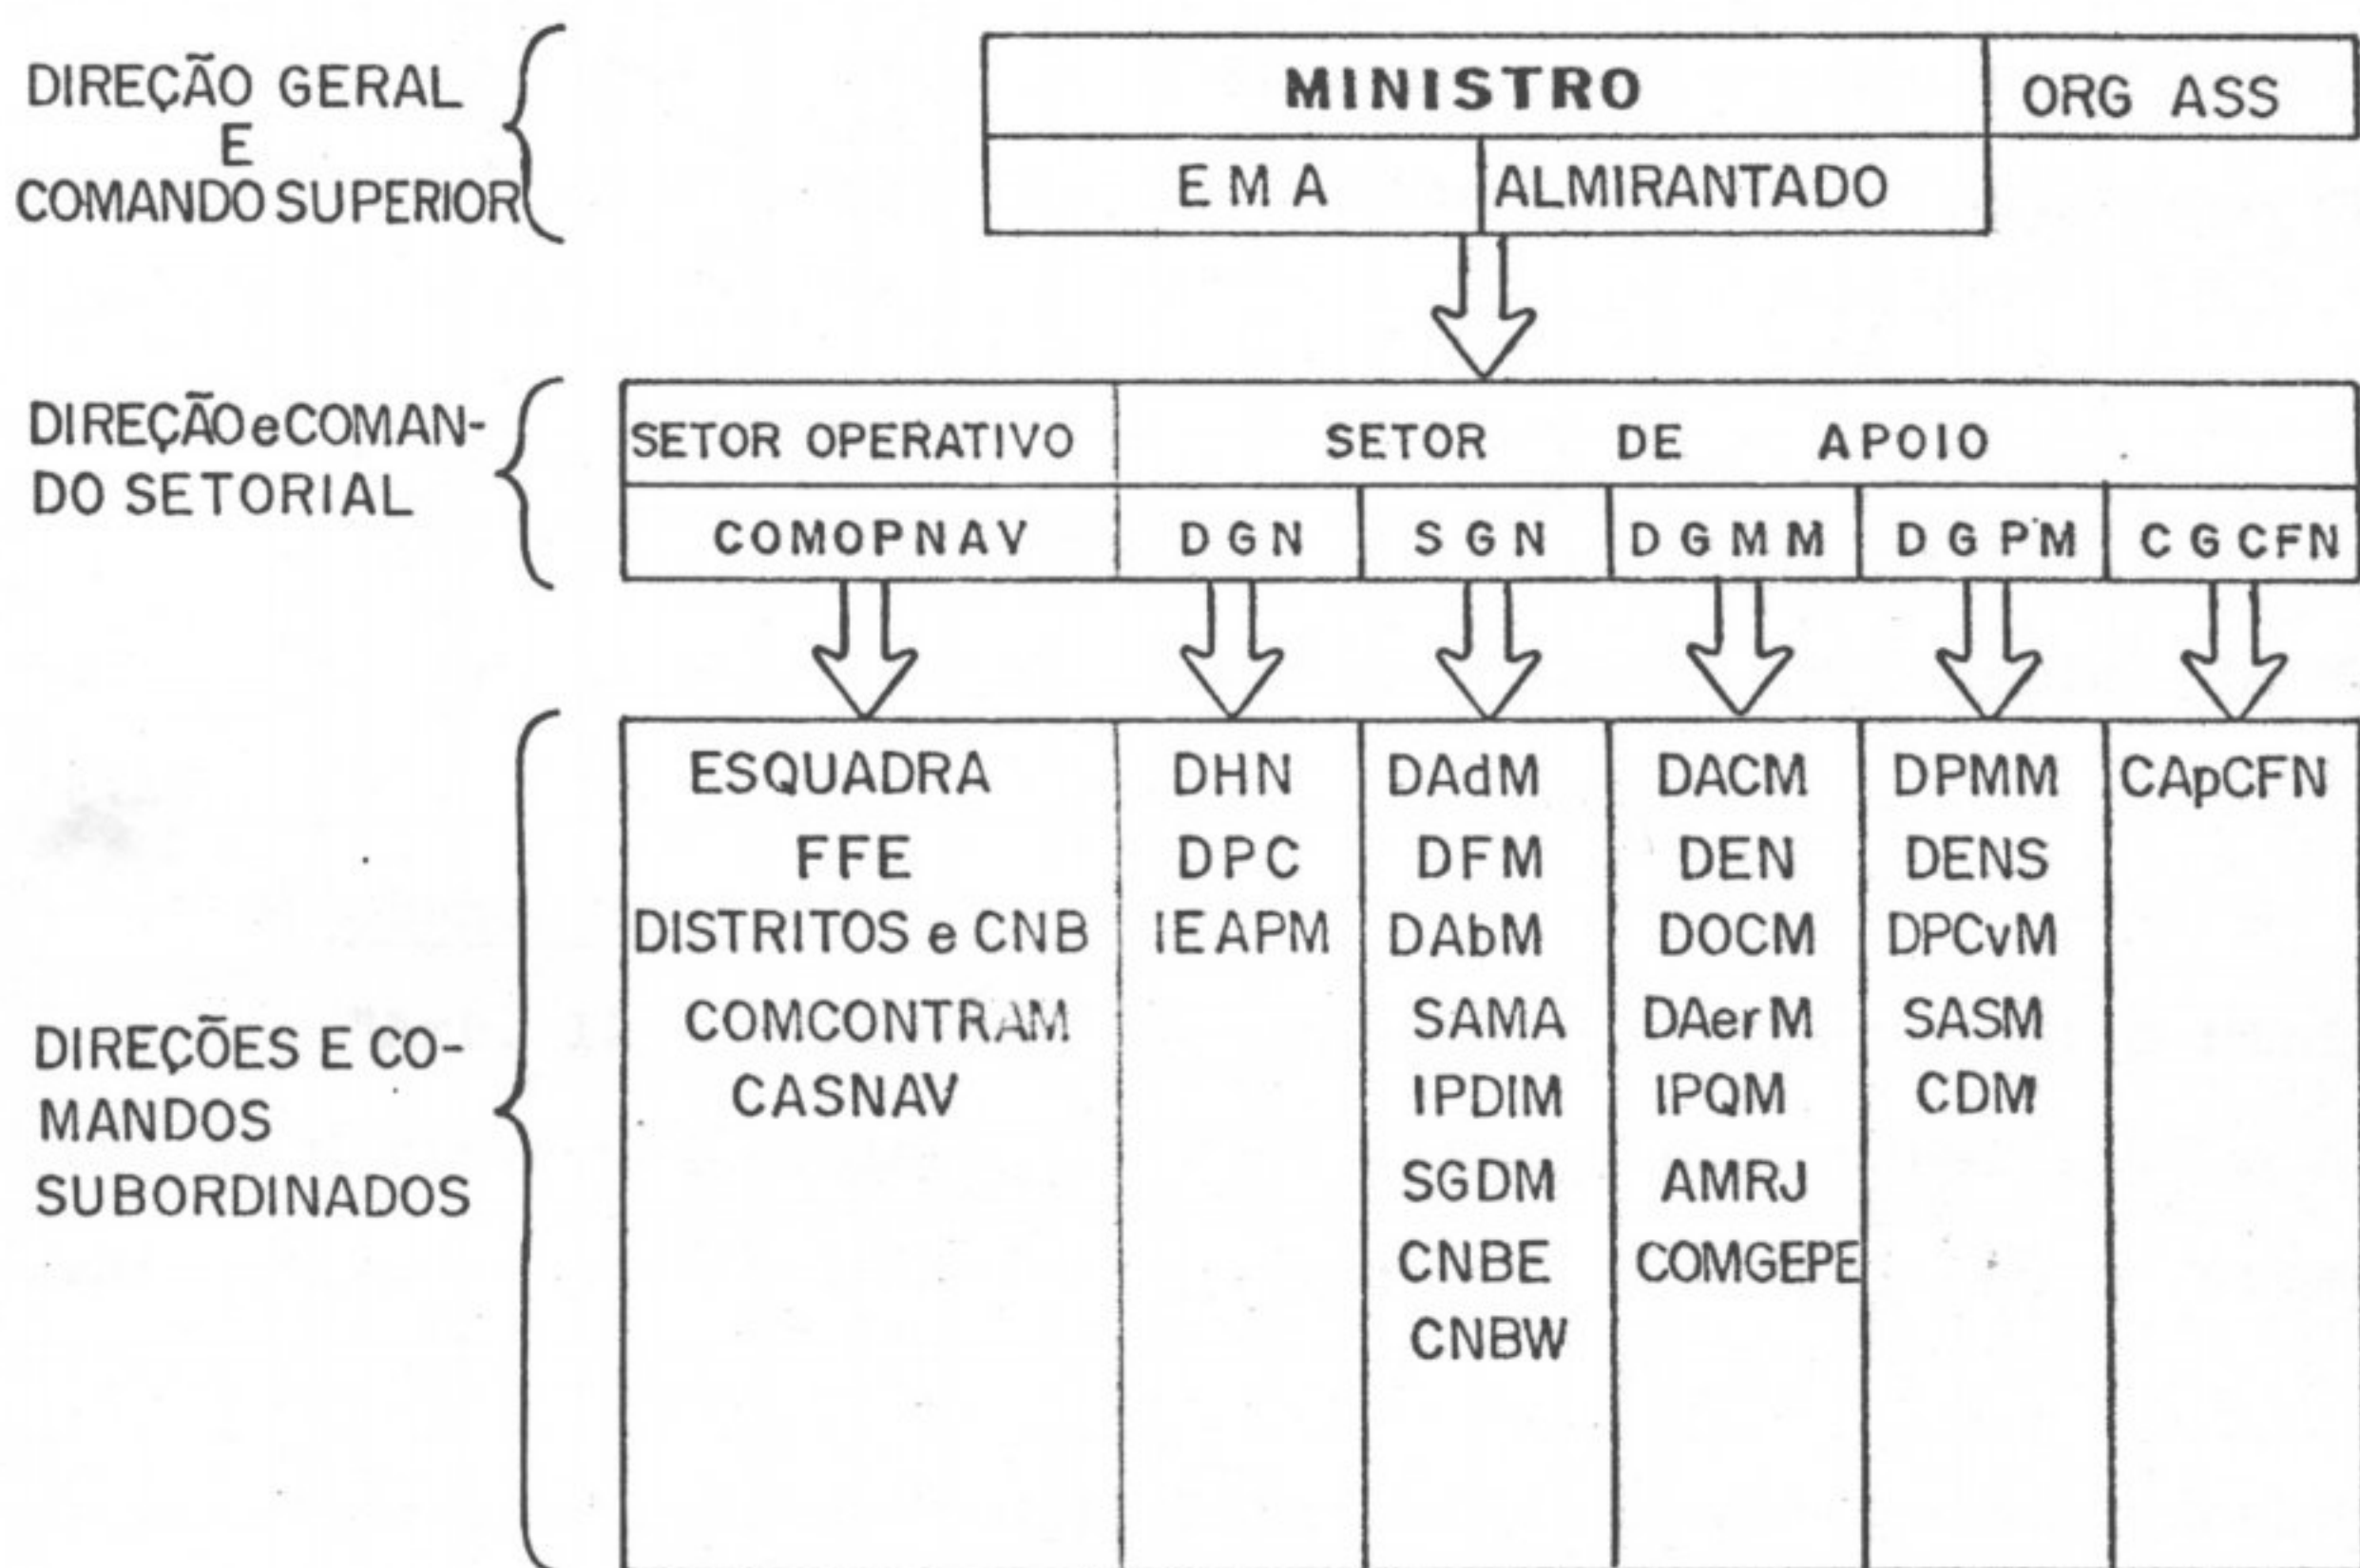 DIREÇÃO GERAL
E
COMANDO SUPERIOR
MINISTRO
ORG ASS
EMA
ALMIRANTADO
DIREÇÃO e COMAN-
DO SETORIAL
SETOR OPERATIVO
SETOR DE APOIO
COMOPNAV
DGN
SGN
DGMM
DGPM
CGCFN
DIREÇÕES E CO-
MANDOS
SUBORDINADOS
ESQUADRA
FFE
DISTRITOS e CNB
COMCONTRAM
CASNAV
DHN
DPC
IEAPM
DAdM
DFM
DAbM
SAMA
IPDIM
SGDM
CNBE
CNBW
DACM
DEN
DOCM
DAerM
IPQM
AMRJ
COMGEPE
DPMM
DENS
DPCvM
SASM
CDM
CApCFN